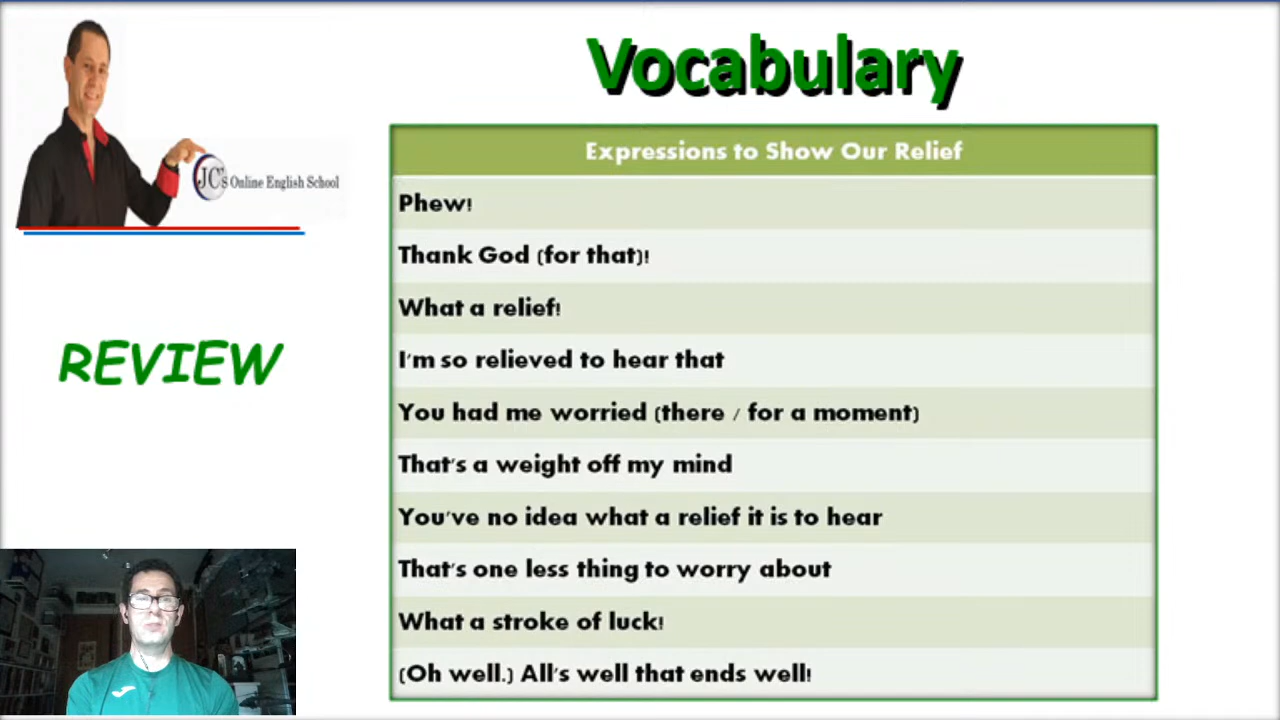 Vocabulary
JC's Online English School
REVIEW
Expressions to Show Our Relief
Phew!
Thank God (for that)!
What a relief!
I'm so relieved to hear that
You had me worried (there / for a moment)
That's a weight off my mind
You've no idea what a relief it is to hear
That's one less thing to worry about
What a stroke of luck!
(Oh well.) All's well that ends well!